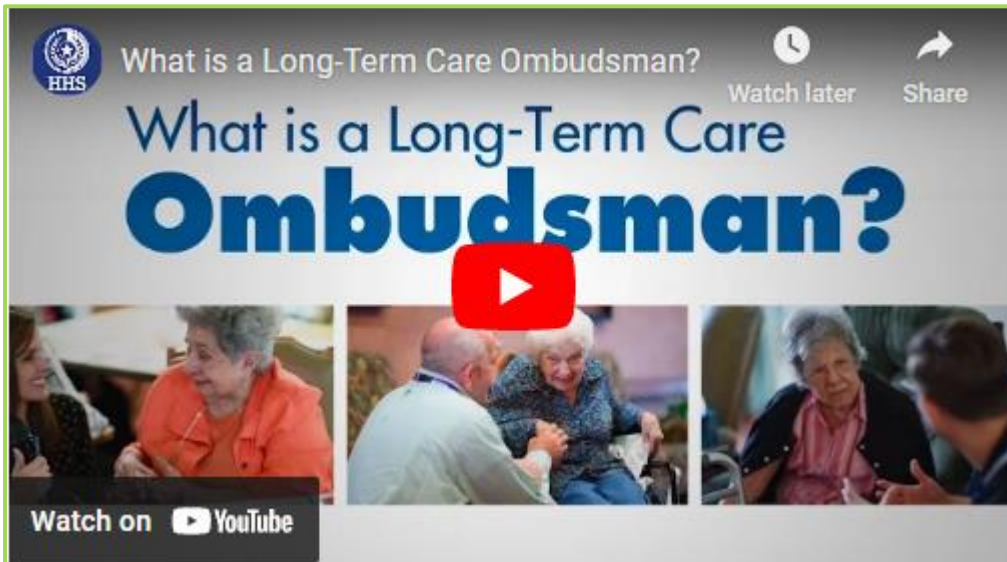 HHS
What is a Long-Term Care Ombudsman?
Watch later
Share
What is a Long-Term Care
Ombudsman?
Watch on YouTube